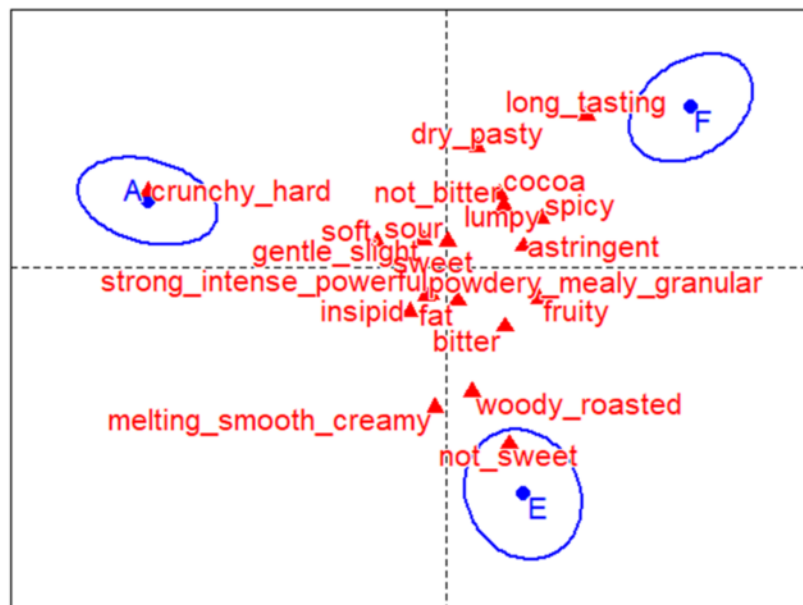 long_tasting
F
dry_pasty
A
crunchy_hard
not_bitter
cocoa
lumpy
spicy
soft
sour
astringent
gentle_slight
sweet
strong_intense_powerful
powdery_mealy_granular
insipid
fat
fruity
bitter
melting_smooth_creamy
woody_roasted
not_sweet
E